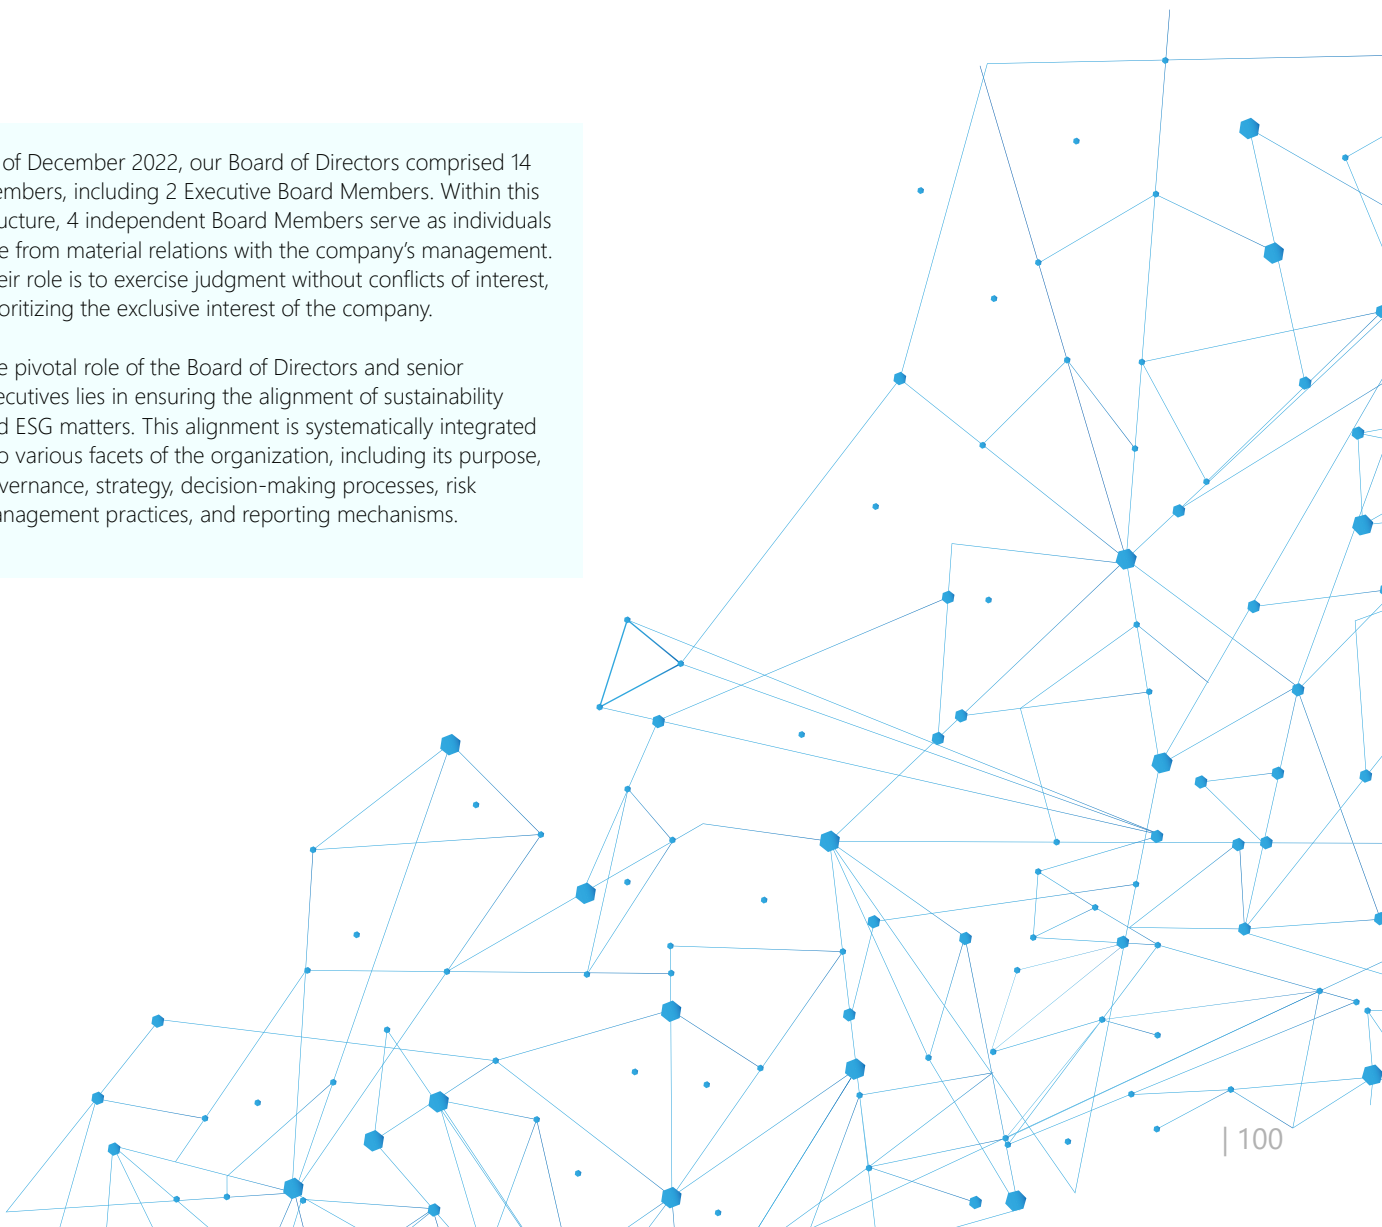 of December 2022, our Board of Directors comprised 14
embers, including 2 Executive Board Members. Within this
ucture, 4 independent Board Members serve as individuals
e from material relations with the company’s management.
eir role is to exercise judgment without conflicts of interest,
oritizing the exclusive interest of the company.
e pivotal role of the Board of Directors and senior
ecutives lies in ensuring the alignment of sustainability
d ESG matters. This alignment is systematically integrated
o various facets of the organization, including its purpose,
vernance, strategy, decision-making processes, risk
anagement practices, and reporting mechanisms.
| 100